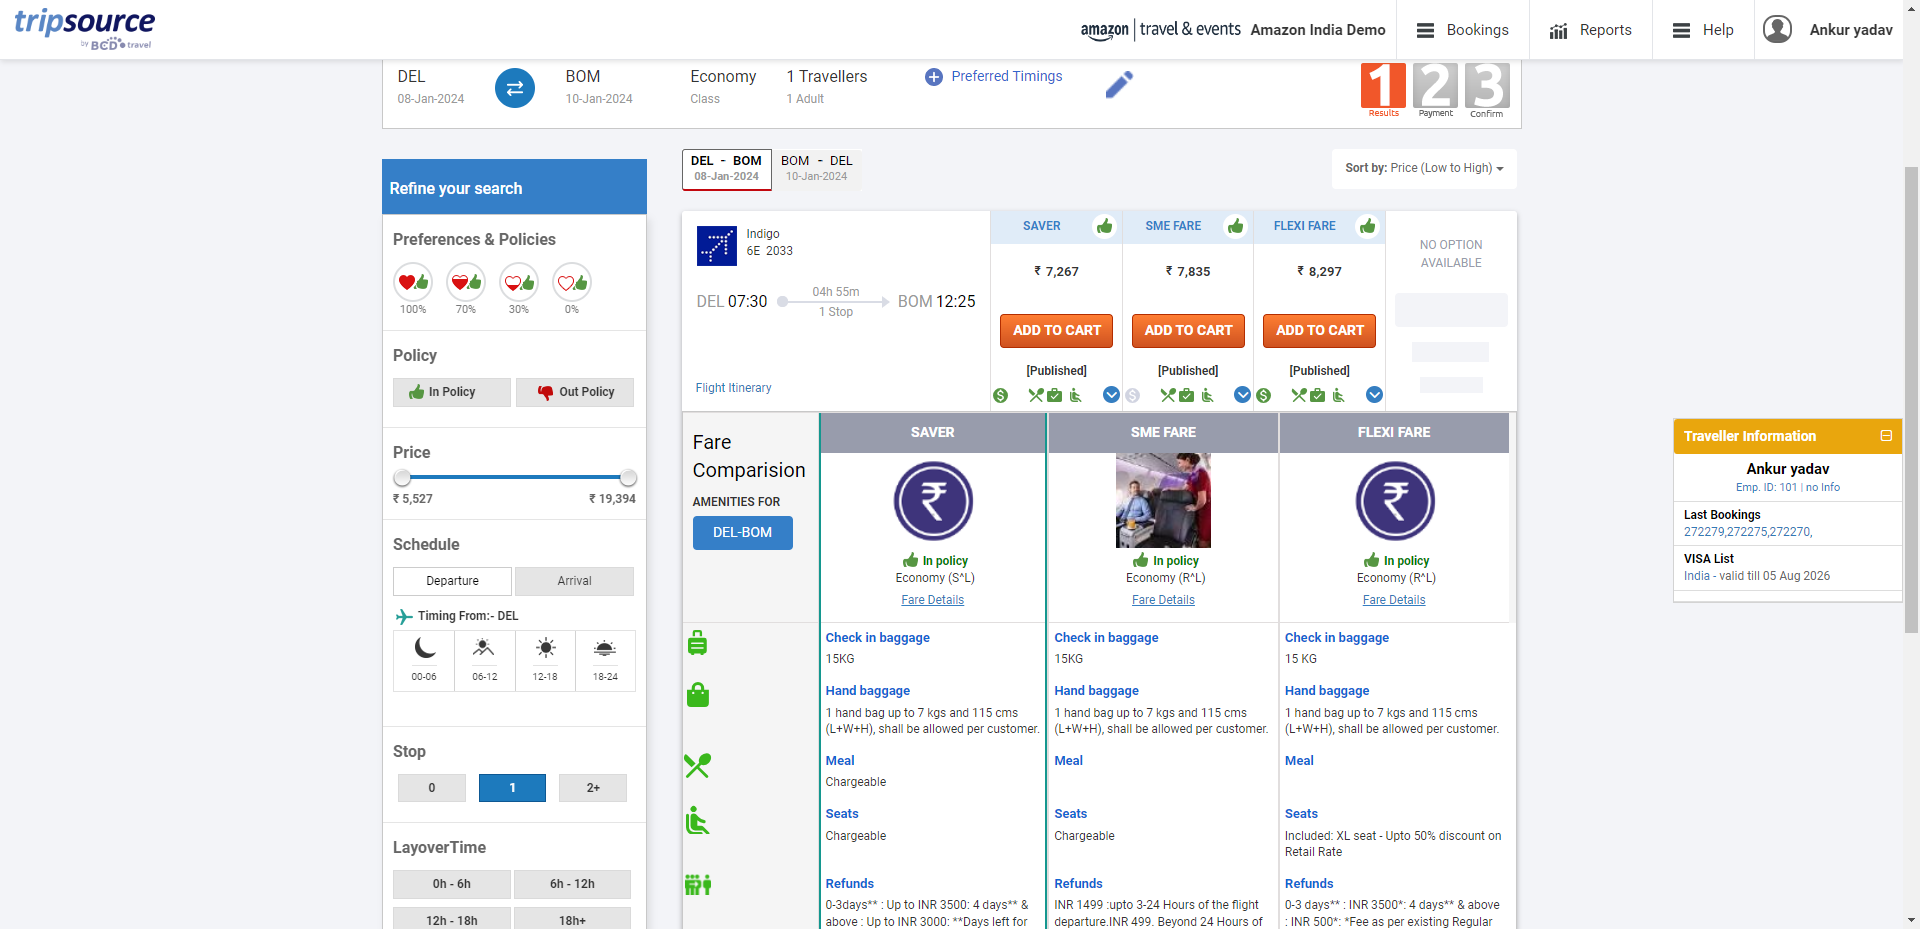 tripsource
by BCD travel
amazon | travel & events Amazon India Demo
Bookings
Reports
Help
Ankur yadav
DEL
08-Jan-2024
BOM
10-Jan-2024
Economy
Class
1 Travellers
1 Adult
Preferred Timings
1 2 3
Results Payment Confirm
Refine your search
Preferences & Policies
100% 70% 30% 0%
Policy
In Policy Out Policy
Price
₹ 5,527 ₹ 19,394
Schedule
Departure Arrival
Timing From:- DEL
00-06 06-12 12-18 18-24
Stop
0 1 2+
LayoverTime
0h - 6h 6h - 12h
12h - 18h 18h+
DEL - BOM
08-Jan-2024
BOM - DEL
10-Jan-2024
Sort by: Price (Low to High)
Indigo
6E 2033
DEL 07:30
04h 55m
1 Stop
BOM 12:25
Flight Itinerary
SAVER SME FARE FLEXI FARE
₹ 7,267 ₹ 7,835 ₹ 8,297
ADD TO CART ADD TO CART ADD TO CART
[Published] [Published] [Published]
NO OPTION
AVAILABLE
Fare
Comparision
AMENITIES FOR
DEL-BOM
SAVER
₹
In policy
Economy (S^L)
Fare Details
Check in baggage
15KG
Hand baggage
1 hand bag up to 7 kgs and 115 cms
(L+W+H), shall be allowed per customer.
Meal
Chargeable
Seats
Chargeable
Refunds
0-3days** : Up to INR 3500: 4 days** &
above : Up to INR 3000: **Days left for
SME FARE
In policy
Economy (R^L)
Fare Details
Check in baggage
15KG
Hand baggage
1 hand bag up to 7 kgs and 115 cms
(L+W+H), shall be allowed per customer.
Meal
Seats
Chargeable
Refunds
INR 1499 :upto 3-24 Hours of the flight
departure.INR 499. Beyond 24 Hours of
FLEXI FARE
₹
In policy
Economy (R^L)
Fare Details
Check in baggage
15 KG
Hand baggage
1 hand bag up to 7 kgs and 115 cms
(L+W+H), shall be allowed per customer.
Meal
Seats
Included: XL seat - Upto 50% discount on
Retail Rate
Refunds
0-3 days** : INR 3500*: 4 days** & above
: INR 500*: *Fee as per existing Regular
Traveller Information
Ankur yadav
Emp. ID: 101 | no Info
Last Bookings
272279,272275,272270,
VISA List
India - valid till 05 Aug 2026